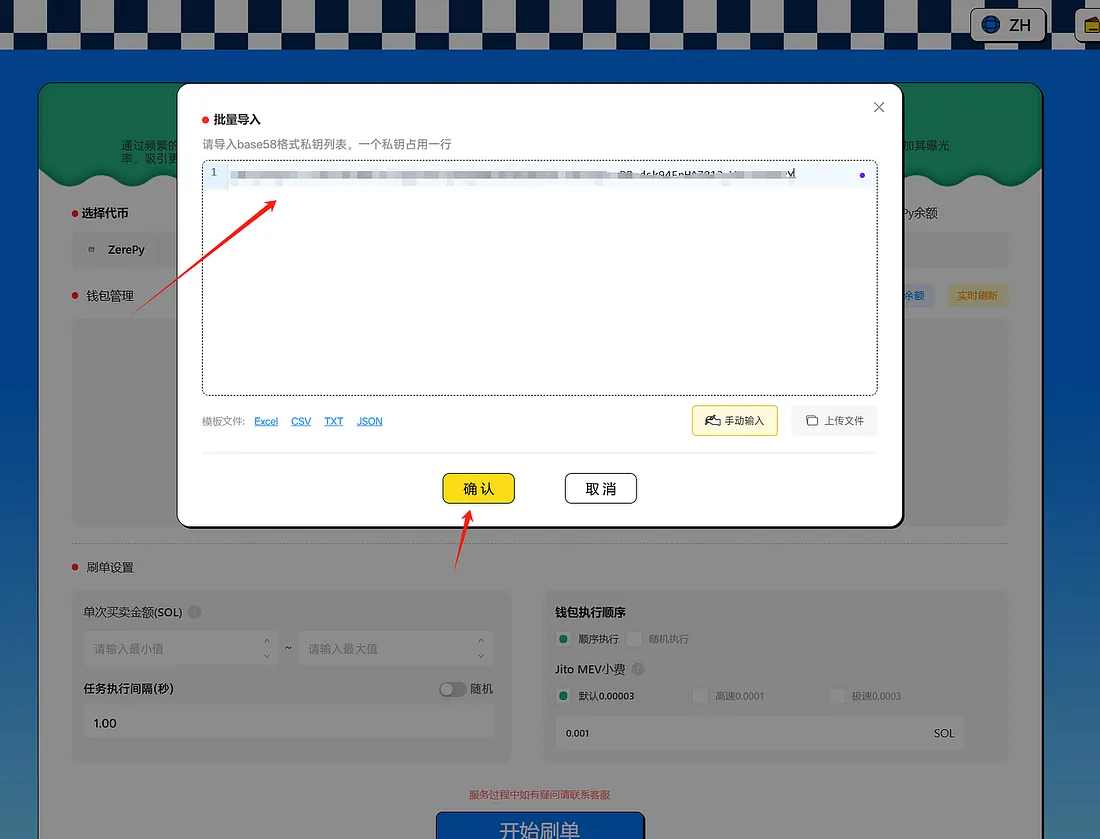 ZH
批量导入
请导入base58格式私钥列表，一个私钥占用一行
1
通过频繁的
加其曝光
率，吸引更
选择代币
Py余额
ZerePy
钱包管理
余额
实时刷新
模板文件: Excel CSV TXT JSON
手动输入
上传文件
确认
取消
刷单设置
单次买卖金额(SOL)
请输入最小值 ~ 请输入最大值
任务执行间隔(秒)
随机
1.00
钱包执行顺序
顺序执行 随机执行
Jito MEV小费
默认0.00003 高速0.0001 极速0.0003
0.001 SOL
服务过程中如有疑问请联系客服
开始刷单